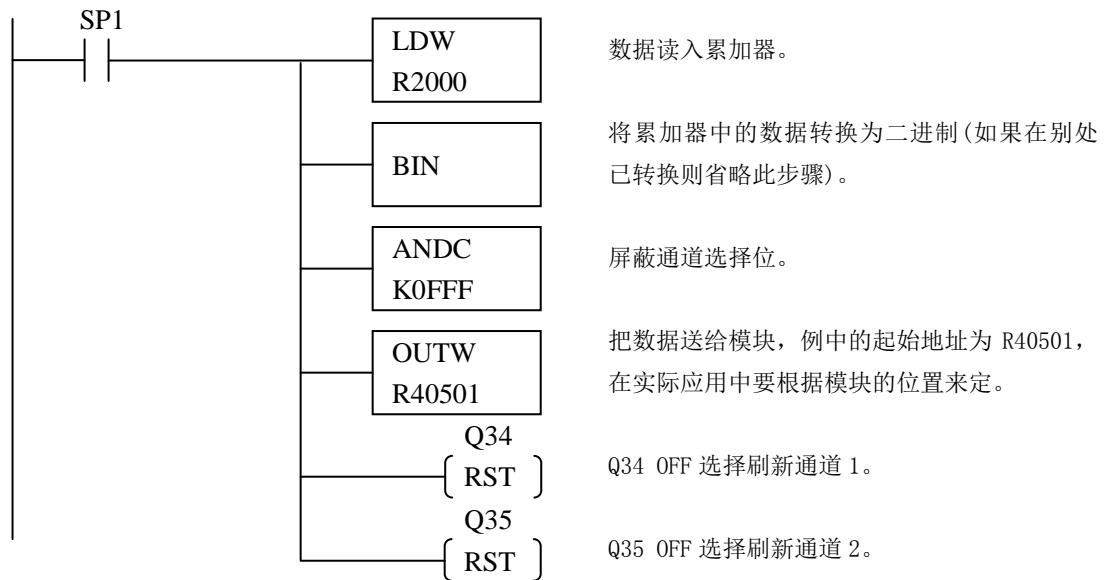 SP1
LDW
R2000
数据读入累加器。
BIN
将累加器中的数据转换为二进制(如果在别处
已转换则省略此步骤)。
ANDC
K0FFF
屏蔽通道选择位。
OUTW
R40501
把数据送给模块，例中的起始地址为 R40501，
在实际应用中要根据模块的位置来定。
Q34
RST
Q34 OFF 选择刷新通道 1。
Q35
RST
Q35 OFF 选择刷新通道 2。